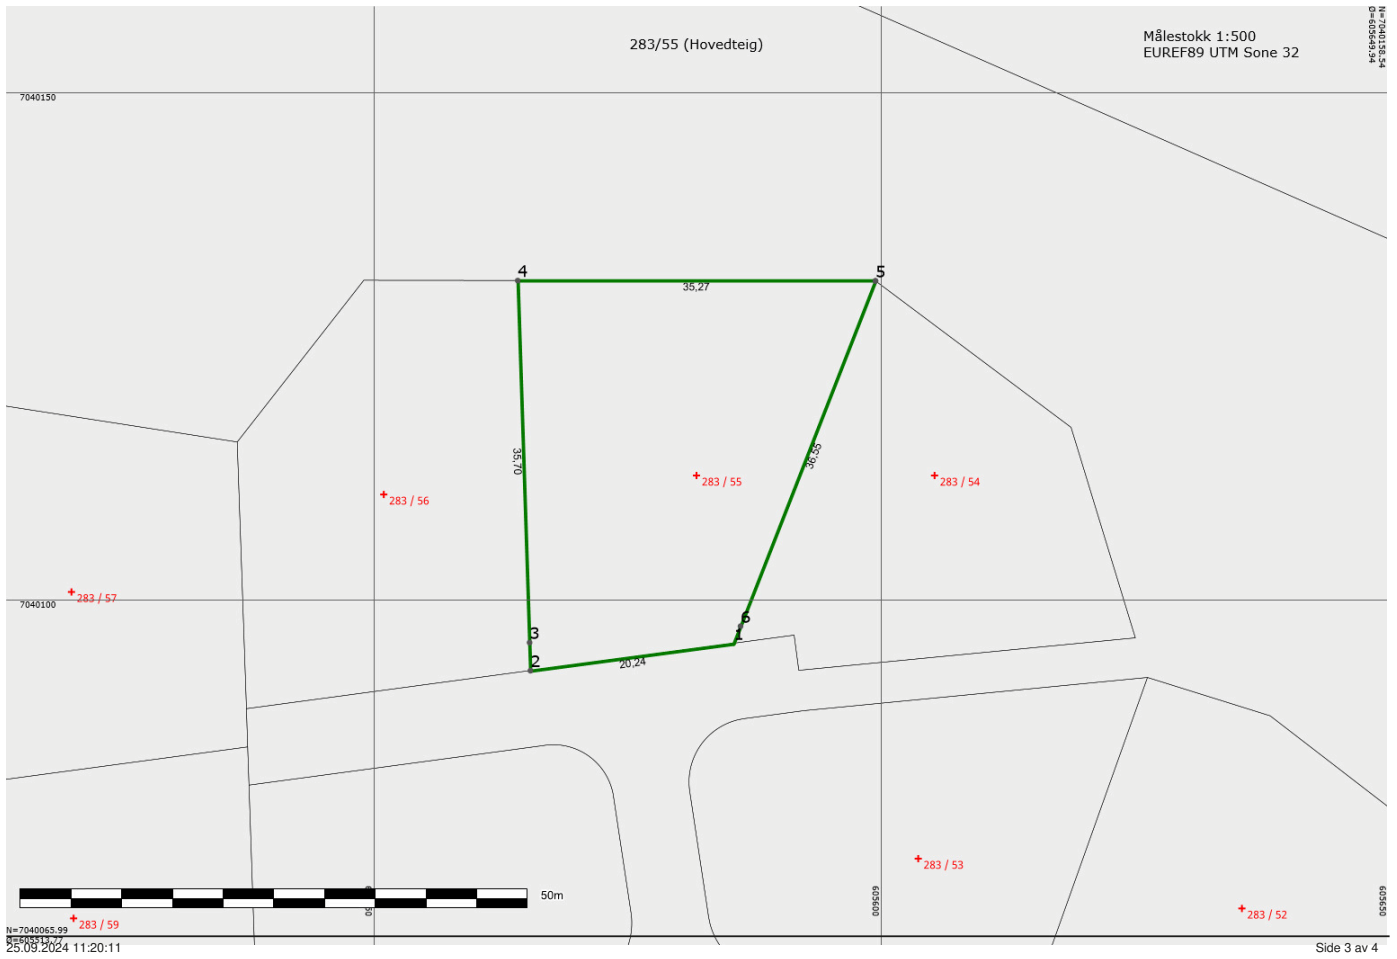 283/55 (Hovedteig)
Målestokk 1:500
EUREF89 UTM Sone 32
N=7040158.54
Ø=605649.94
7040150
4
5
35,27
35,70
36,55
283 / 55
283 / 54
283 / 56
283 / 57
7040100
6
3
1
2
20,24
283 / 53
50m
605600
605650
283 / 52
283 / 59
N=7040065.99
Ø=605513.77
25.09.2024 11:20:11
Side 3 av 4